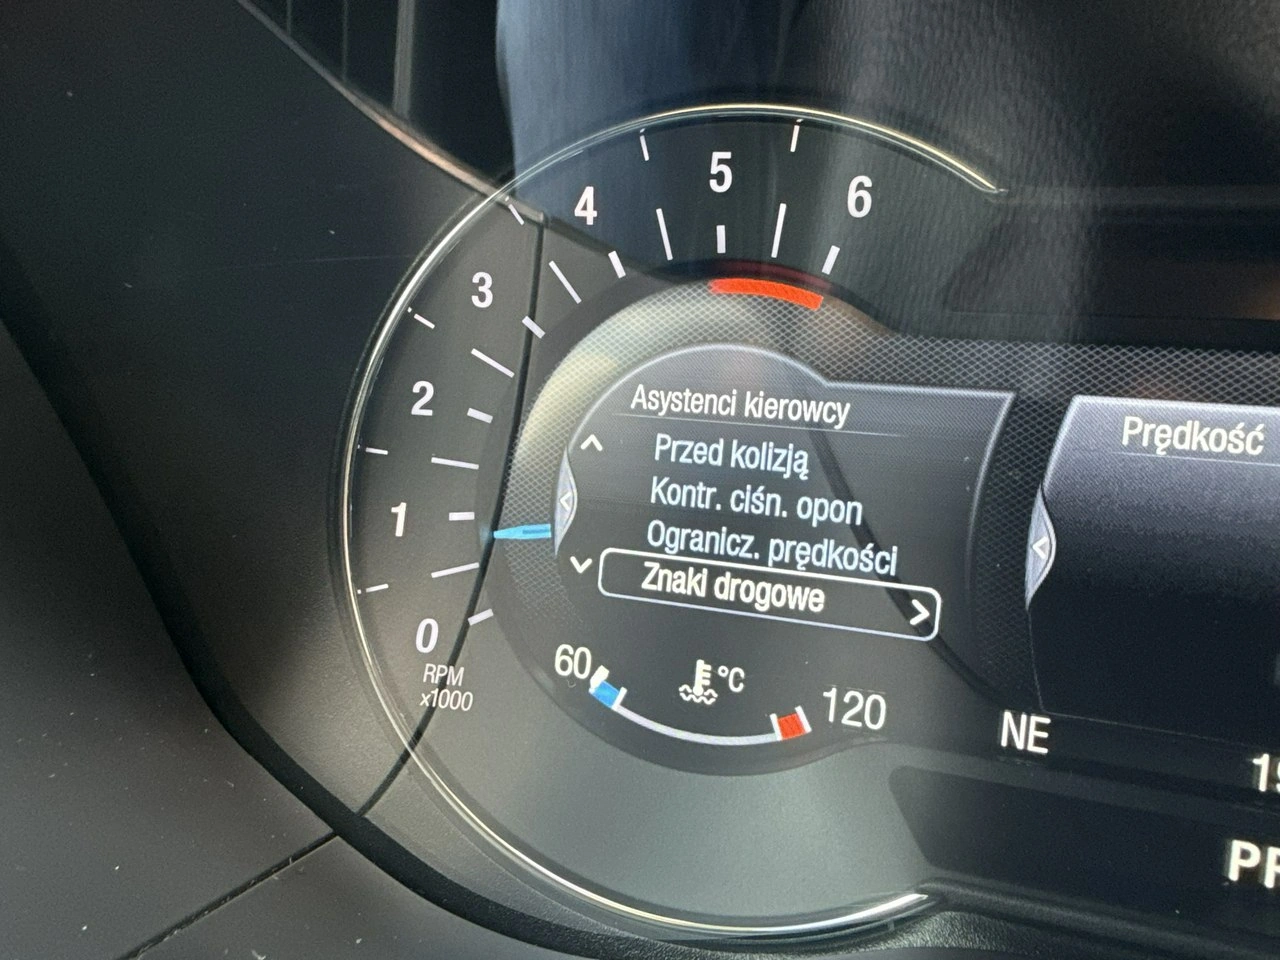 5
4
6
3
2
1
0
RPM
x1000
Asystenci kierowcy
Przed kolizją
Kontr. ciśn. opon
Ogranicz. prędkości
Znaki drogowe
Prędkość
60
°C
120
NE